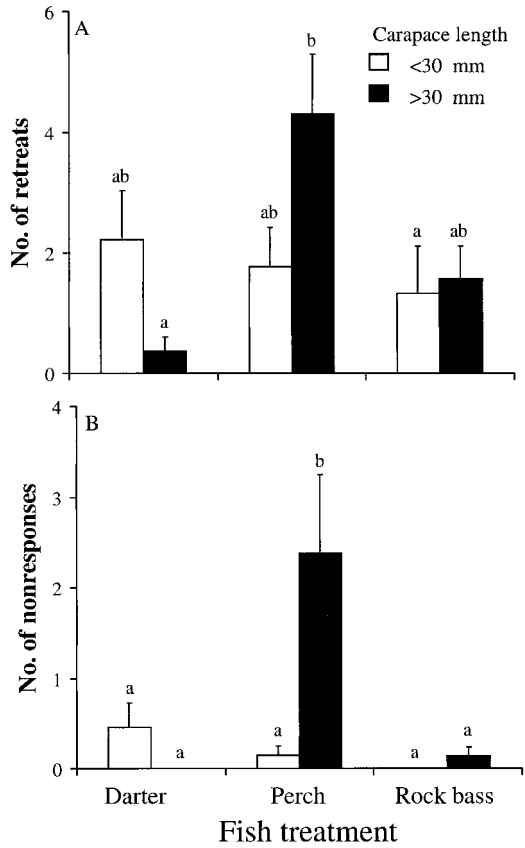 A
Carapace length
<30 mm
>30 mm
b
ab
ab
ab
a
a
6
4
2
0
No. of retreats
B
b
a
a
a
a
a
4
3
2
1
0
No. of nonresponses
Darter Perch Rock bass
Fish treatment